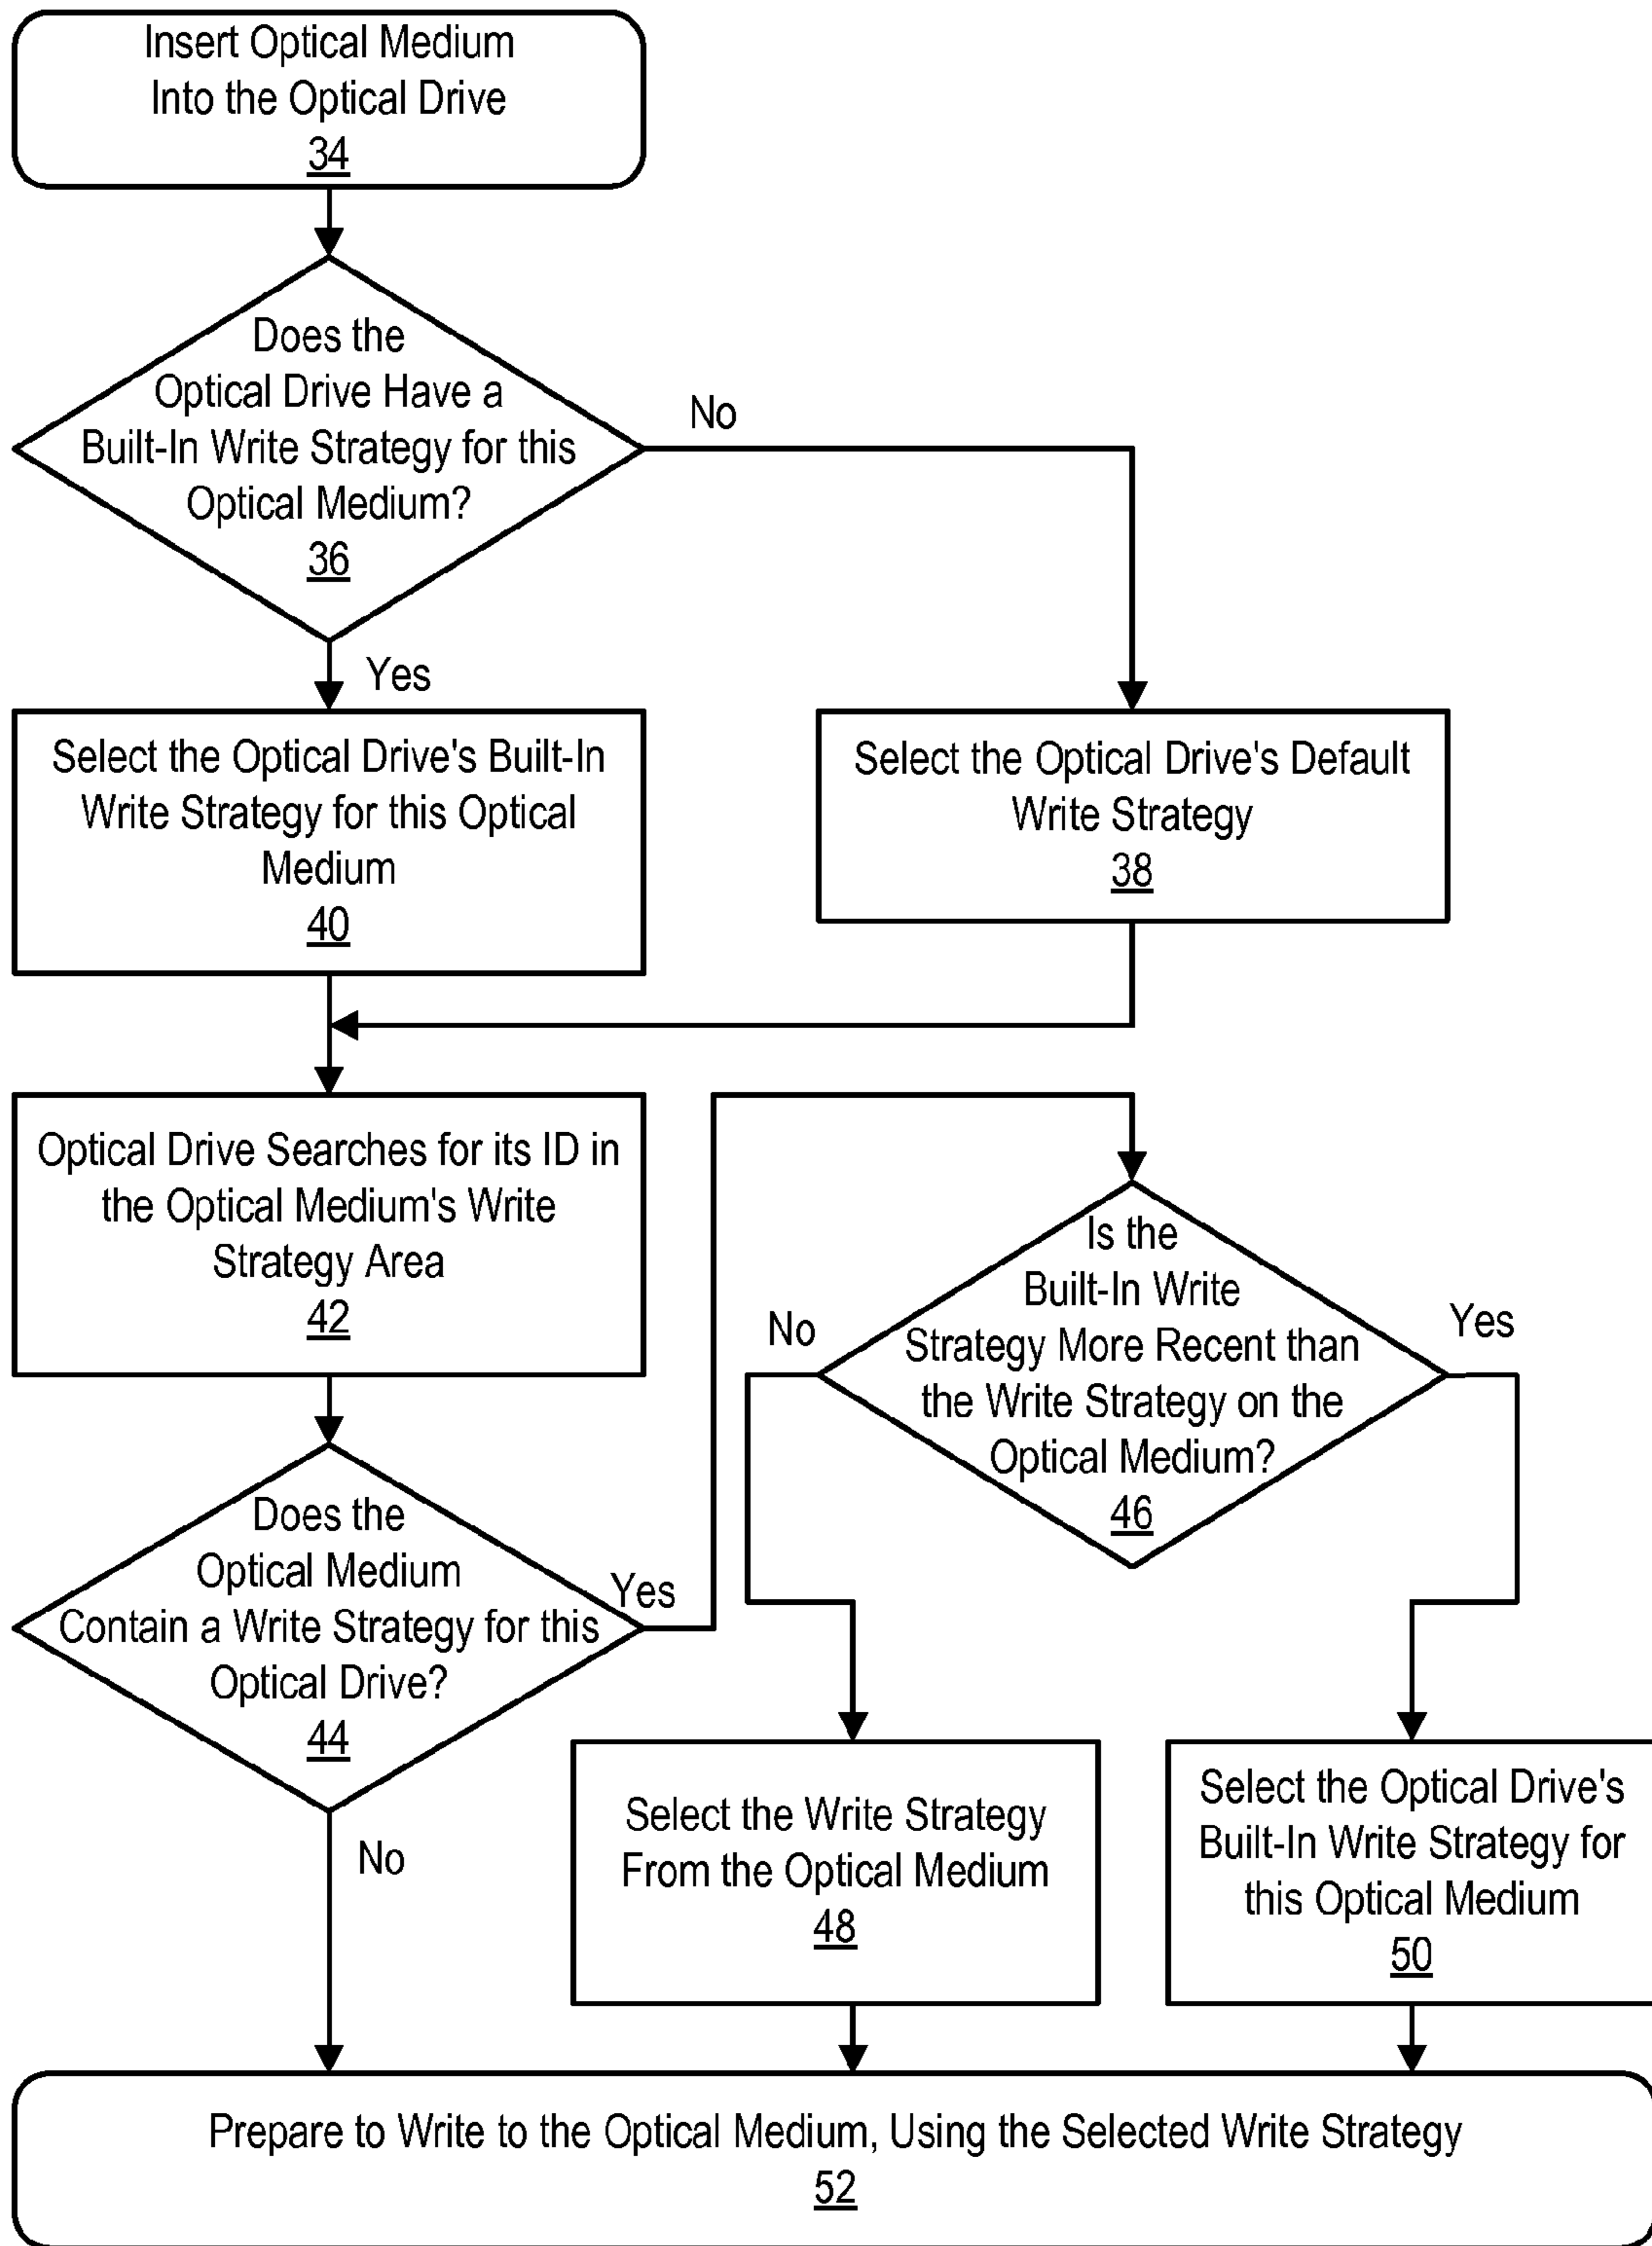 Insert Optical Medium
Into the Optical Drive
34
Does the
Optical Drive Have a
Built-In Write Strategy for this
Optical Medium?
36
No
Yes
Select the Optical Drive's Built-In
Write Strategy for this Optical
Medium
40
Select the Optical Drive's Default
Write Strategy
38
Optical Drive Searches for its ID in
the Optical Medium's Write
Strategy Area
42
Does the
Optical Medium
Contain a Write Strategy for this
Optical Drive?
44
Yes
No
Is the
Built-In Write
Strategy More Recent than
the Write Strategy on the
Optical Medium?
46
No
Yes
Select the Write Strategy
From the Optical Medium
48
Select the Optical Drive's
Built-In Write Strategy for
this Optical Medium
50
Prepare to Write to the Optical Medium, Using the Selected Write Strategy
52